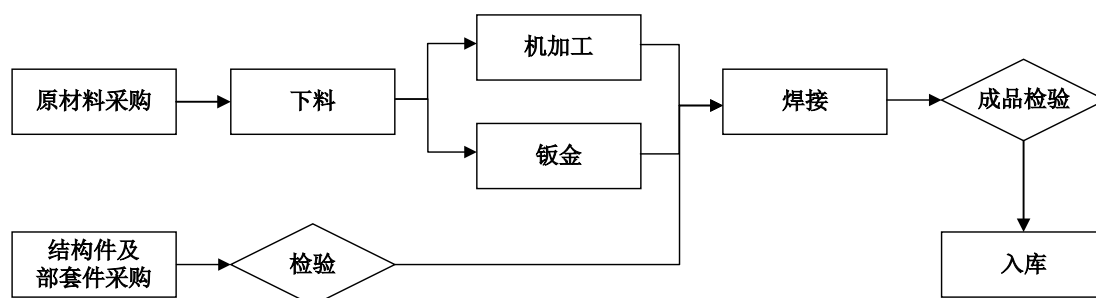 机加工
原材料采购
下料
焊接
成品检验
钣金
结构件及
部套件采购
检验
入库